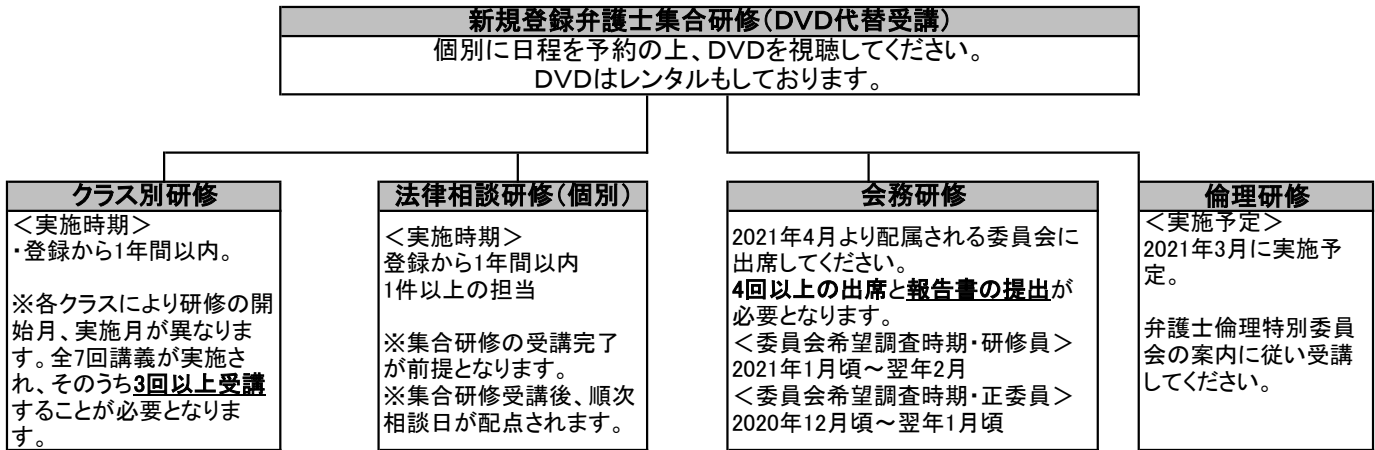 新規登録弁護士集合研修(DVD代替受講)
個別に日程を予約の上、DVDを視聴してください。
DVDはレンタルもしております。
クラス別研修
＜実施時期＞
・登録から1年間以内。
※各クラスにより研修の開
始月、実施月が異なりま
す。全7回講義が実施さ
れ、そのうち3回以上受講
することが必要となりま
す。
法律相談研修(個別)
＜実施時期＞
登録から1年間以内
1件以上の担当
※集合研修の受講完了
が前提となります。
※集合研修受講後、順次
相談日が配点されます。
会務研修
2021年4月より配属される委員会に
出席してください。
4回以上の出席と報告書の提出が
必要となります。
＜委員会希望調査時期・研修員＞
2021年1月頃～翌年2月
＜委員会希望調査時期・正委員＞
2020年12月頃～翌年1月頃
倫理研修
＜実施予定＞
2021年3月に実施予
定。
弁護士倫理特別委員
会の案内に従い受講
してください。